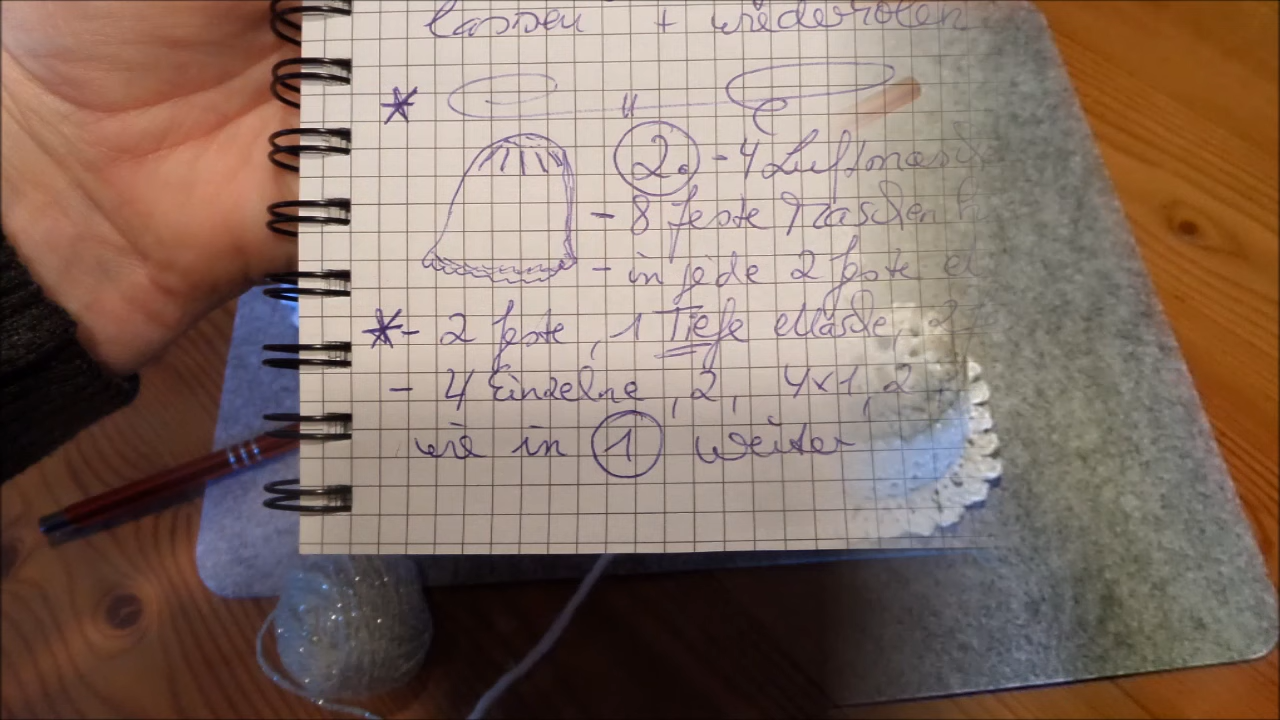 lassen + wiederholen
* "
2. - 4 Luftmasch
- 8 feste Maschen
- in jede 2 feste
* - 2 feste, 1 Tiefe Masche, 2
- 4 Einzelne, 2, 4x1, 2
wie in 1 weiter